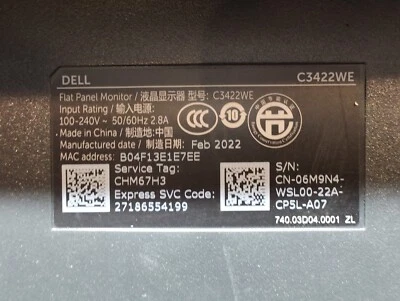 DELL C3422WE
Flat Panel Monitor / 液晶显示器 型号: C3422WE
Input Rating / 输入电源:
100-240V ~ 50/60Hz 2.8A
Made in China / 制造地:中国
Manufacture Date / 制造日期: Feb 2022
MAC address: B04F13E1E7EE
Service Tag:
CHM67H3
Express SVC Code:
27186554199
S/N:
CN-06M9N4-
WSL00-22A-
CP5L-A07
740.03D04.0001 ZL
CCC
10